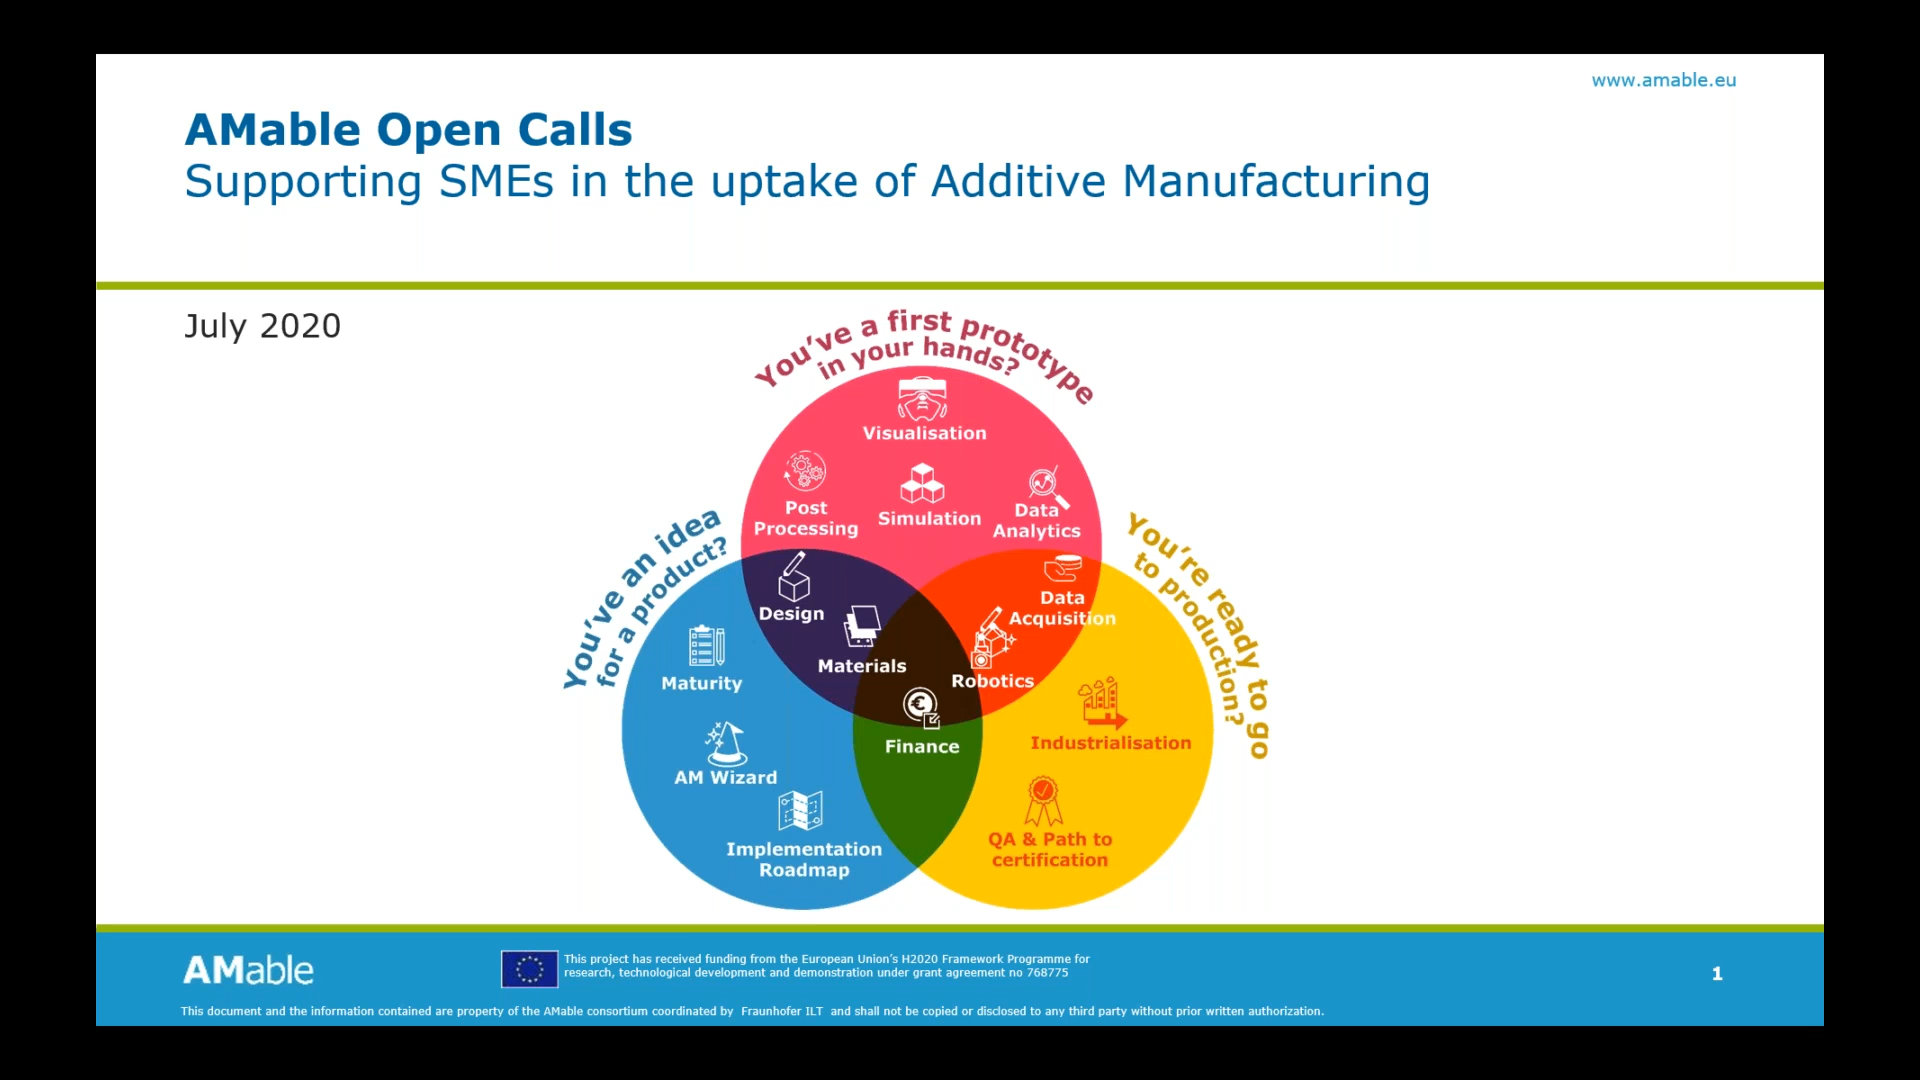 www.amable.eu
AMable Open Calls
Supporting SMEs in the uptake of Additive Manufacturing
July 2020
You've a first prototype
in your hands?
Visualisation
Post
Processing
Simulation
Data
Analytics
You've an idea
for a product?
You're ready to go
to production?
Design
Data
Acquisition
Materials
Robotics
Maturity
Finance
Industrialisation
AM Wizard
QA & Path to
certification
Implementation
Roadmap
AMable
This project has received funding from the European Union's H2020 Framework Programme for
research, technological development and demonstration under grant agreement no 768775
1
This document and the information contained are property of the AMable consortium coordinated by Fraunhofer ILT and shall not be copied or disclosed to any third party without prior written authorization.